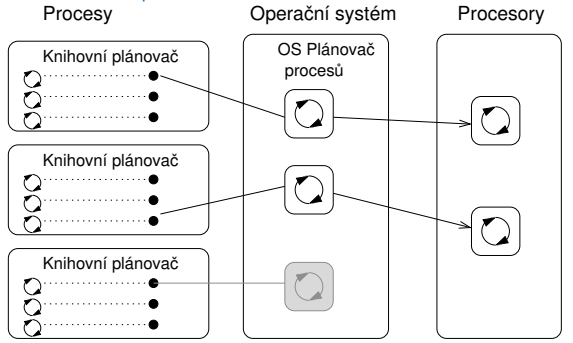 Procesy
Operační systém
Procesory
Knihovní plánovač
OS Plánovač
procesů
Knihovní plánovač
Knihovní plánovač